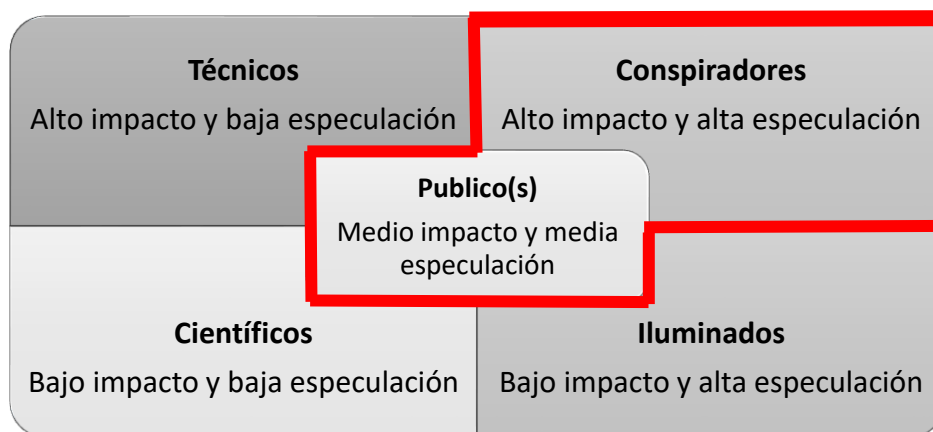 Técnicos
Alto impacto y baja especulación
Conspiradores
Alto impacto y alta especulación
Publico(s)
Medio impacto y media
especulación
Científicos
Bajo impacto y baja especulación
Iluminados
Bajo impacto y alta especulación